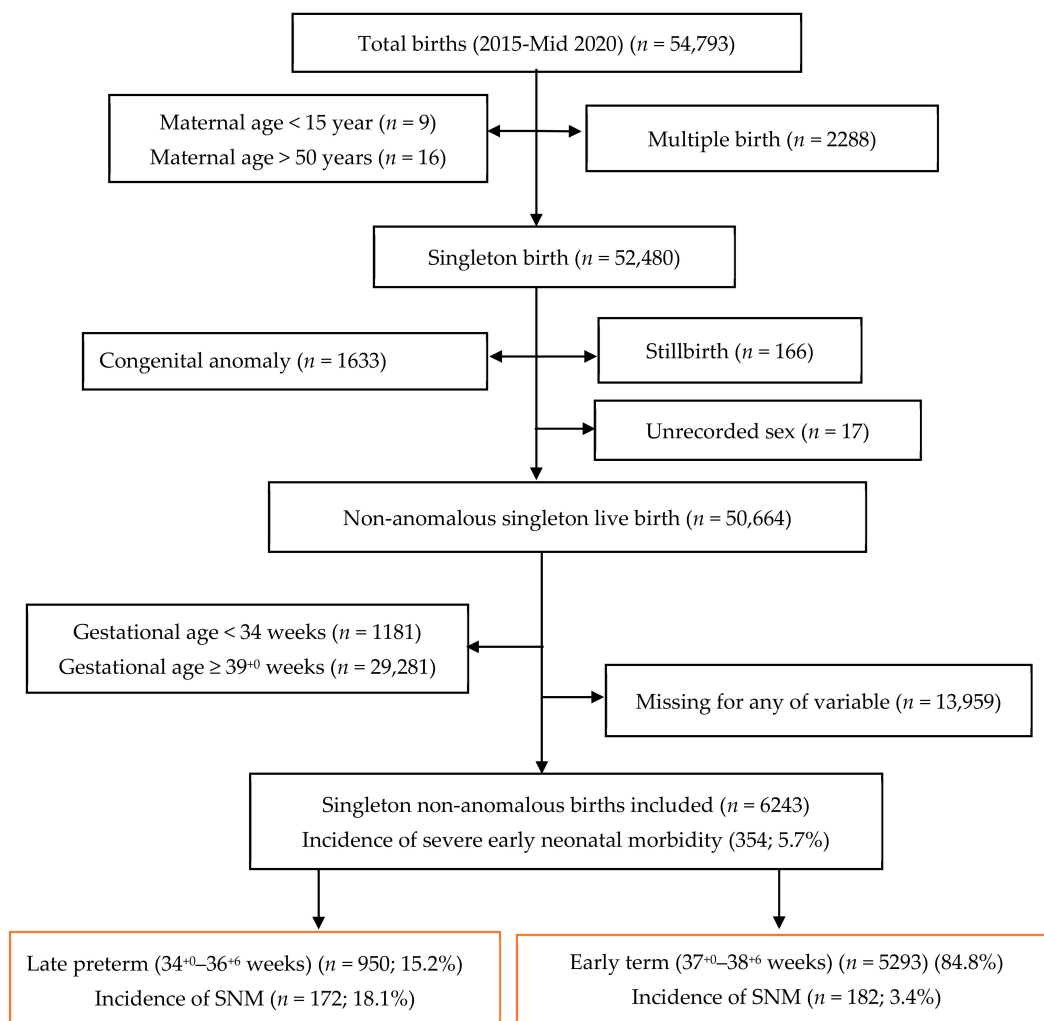 Total births (2015-Mid 2020) (n = 54,793)
Maternal age < 15 year (n = 9)
Maternal age > 50 years (n = 16)
Multiple birth (n = 2288)
Singleton birth (n = 52,480)
Congenital anomaly (n = 1633)
Stillbirth (n = 166)
Unrecorded sex (n = 17)
Non-anomalous singleton live birth (n = 50,664)
Gestational age < 34 weeks (n = 1181)
Gestational age ≥ 39⁺⁰ weeks (n = 29,281)
Missing for any of variable (n = 13,959)
Singleton non-anomalous births included (n = 6243)
Incidence of severe early neonatal morbidity (354; 5.7%)
Late preterm (34⁺⁰–36⁺⁶ weeks) (n = 950; 15.2%)
Incidence of SNM (n = 172; 18.1%)
Early term (37⁺⁰–38⁺⁶ weeks) (n = 5293) (84.8%)
Incidence of SNM (n = 182; 3.4%)